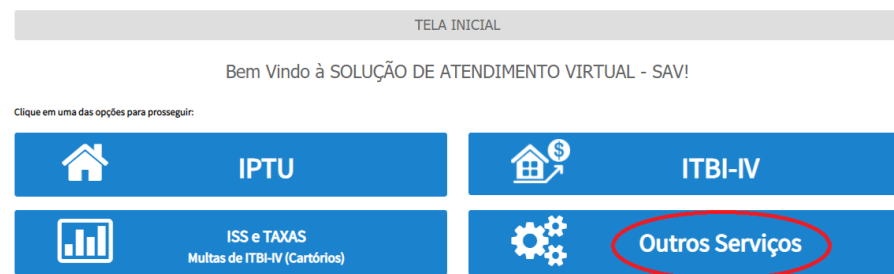 TELA INICIAL
Bem Vindo à SOLUÇÃO DE ATENDIMENTO VIRTUAL - SAV!
Clique em uma das opções para prosseguir:
IPTU
$
ITBI-IV
ISS e TAXAS
Multas de ITBI-IV (Cartórios)
Outros Serviços